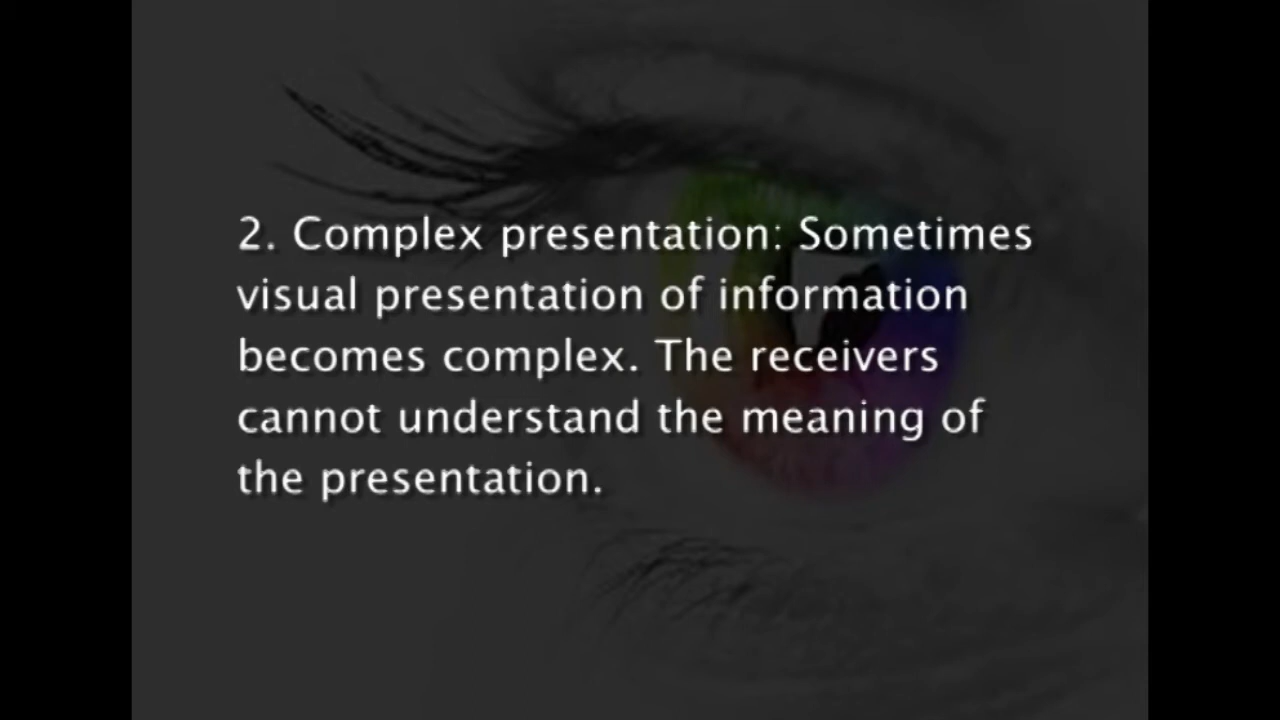 2. Complex presentation: Sometimes
visual presentation of information
becomes complex. The receivers
cannot understand the meaning of
the presentation.